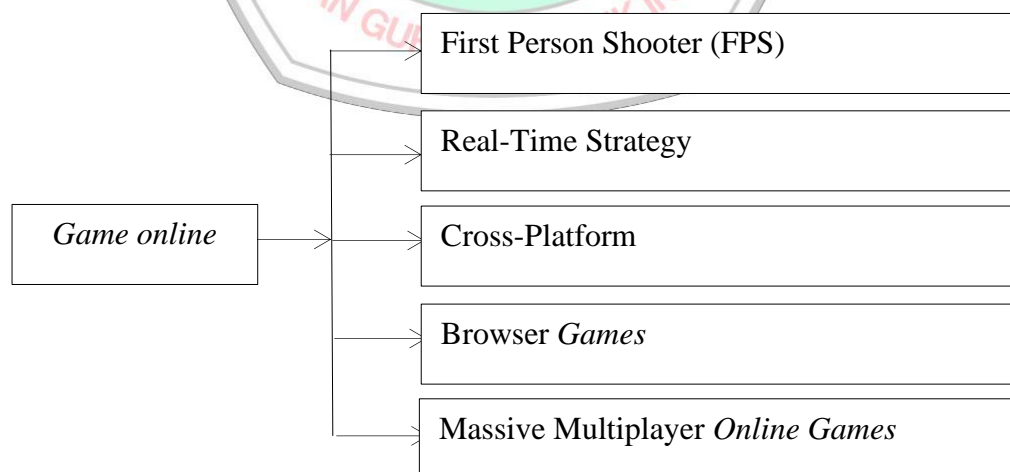 First Person Shooter (FPS)
Real-Time Strategy
Game online
Cross-Platform
Browser Games
Massive Multiplayer Online Games